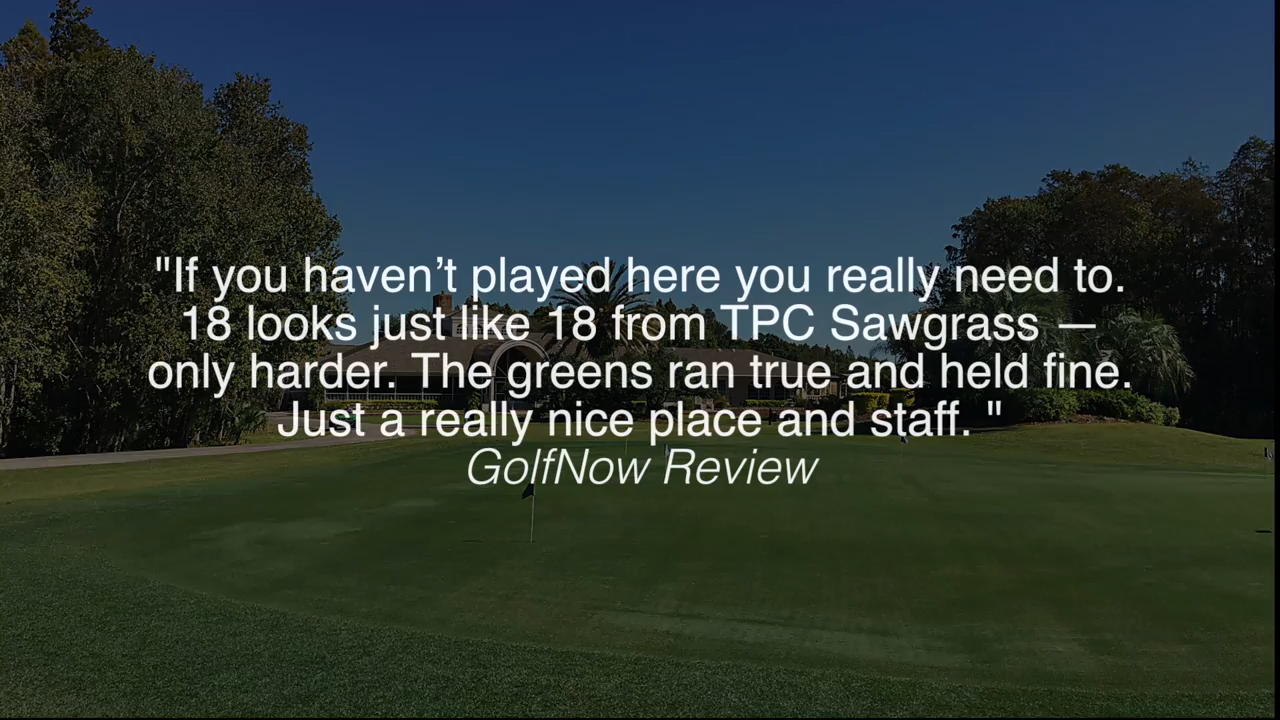 "If you haven’t played here you really need to.
18 looks just like 18 from TPC Sawgrass —
only harder. The greens ran true and held fine.
Just a really nice place and staff. "
GolfNow Review